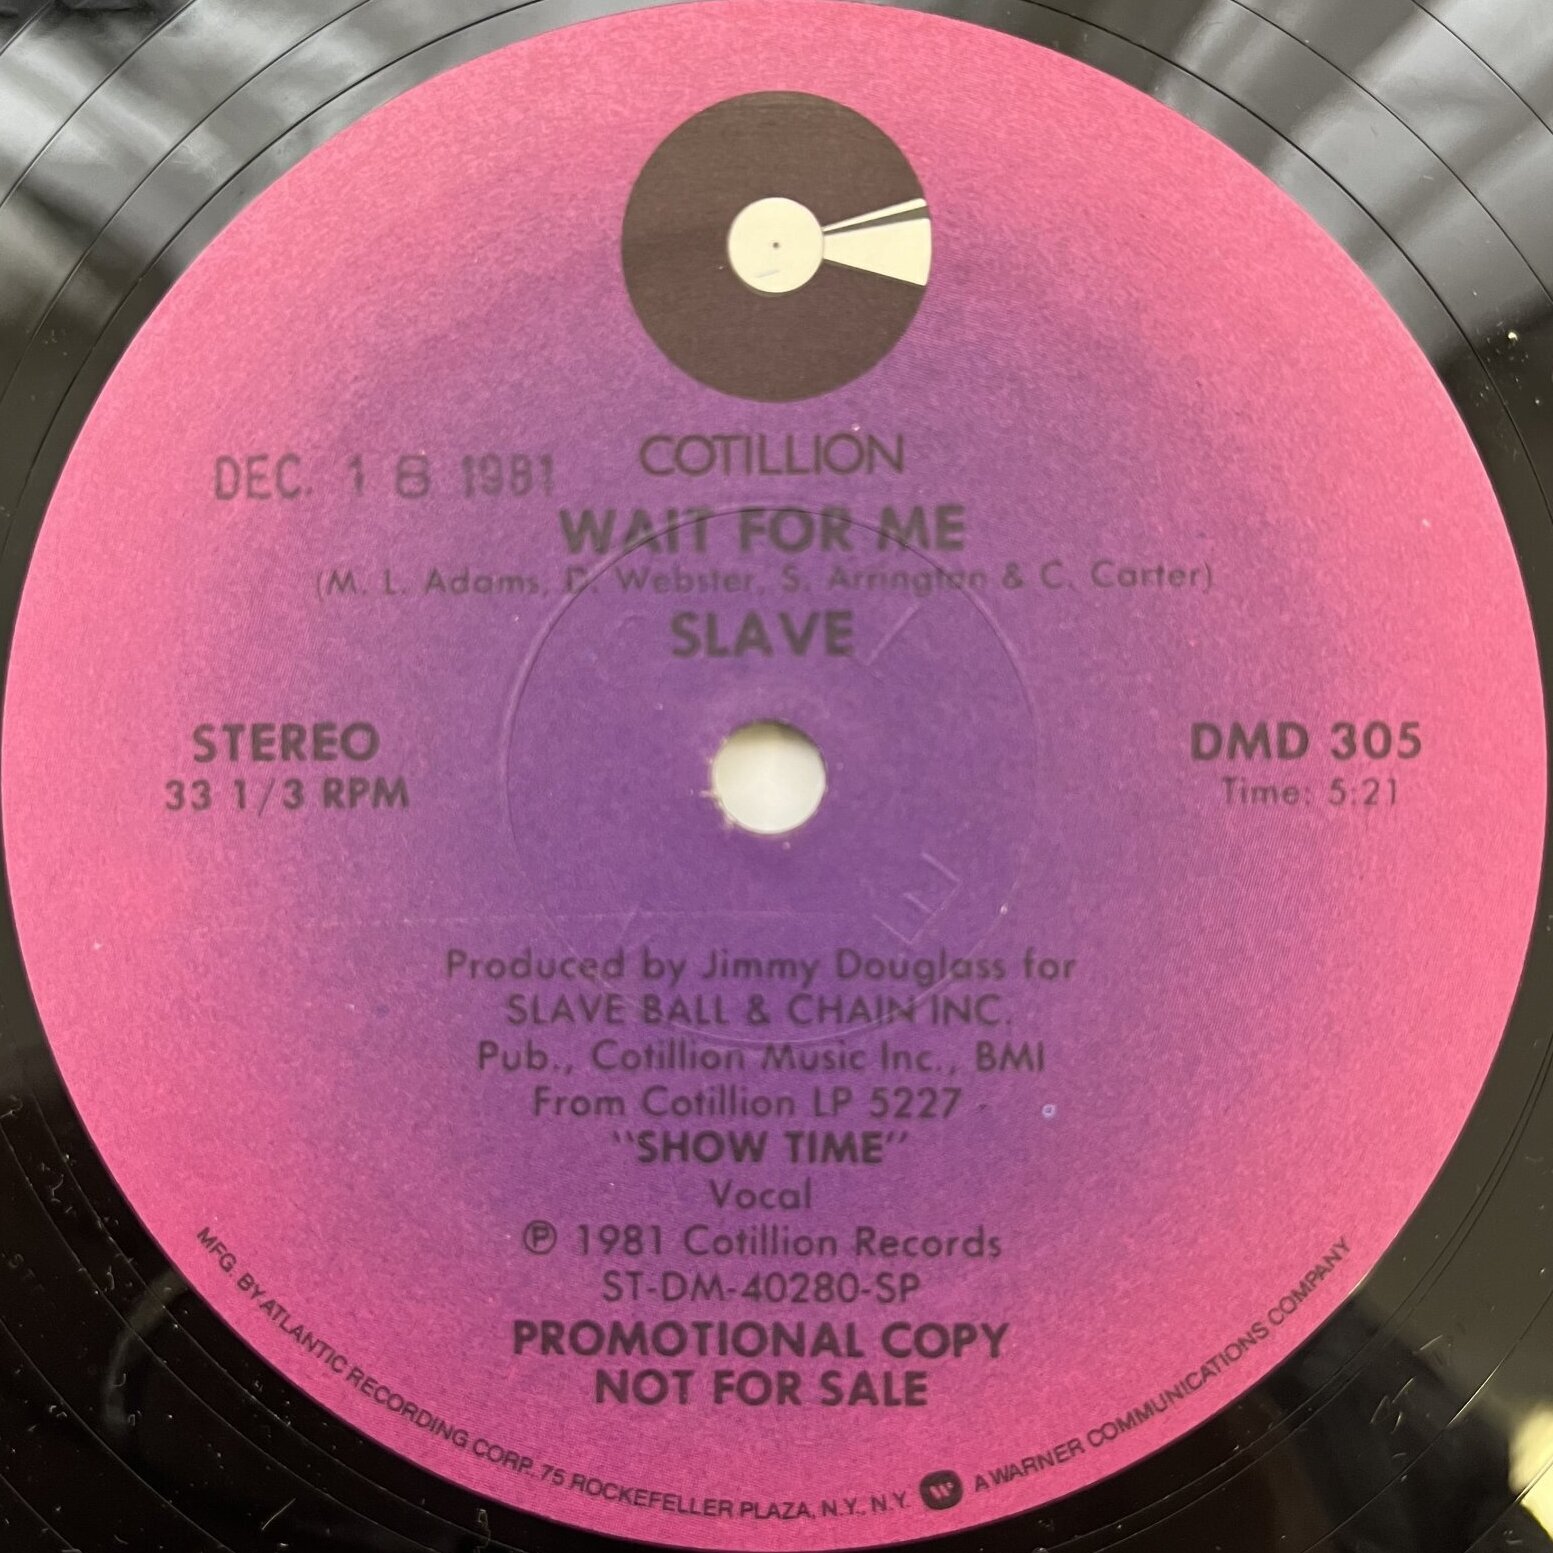 COTILLION
DEC. 1 8 1981
WAIT FOR ME
(M. L. Adams, D. Webster, S. Arrington & C. Carter)
SLAVE
STEREO
33 1/3 RPM
DMD 305
Time: 5:21
Produced by Jimmy Douglass for
SLAVE BALL & CHAIN INC.
Pub., Cotillion Music Inc., BMI
From Cotillion LP 5227
"SHOW TIME"
Vocal
℗ 1981 Cotillion Records
ST-DM-40280-SP
PROMOTIONAL COPY
NOT FOR SALE
MFG. BY ATLANTIC RECORDING CORP. 75 ROCKEFELLER PLAZA, N.Y., N.Y. A WARNER COMMUNICATIONS COMPANY